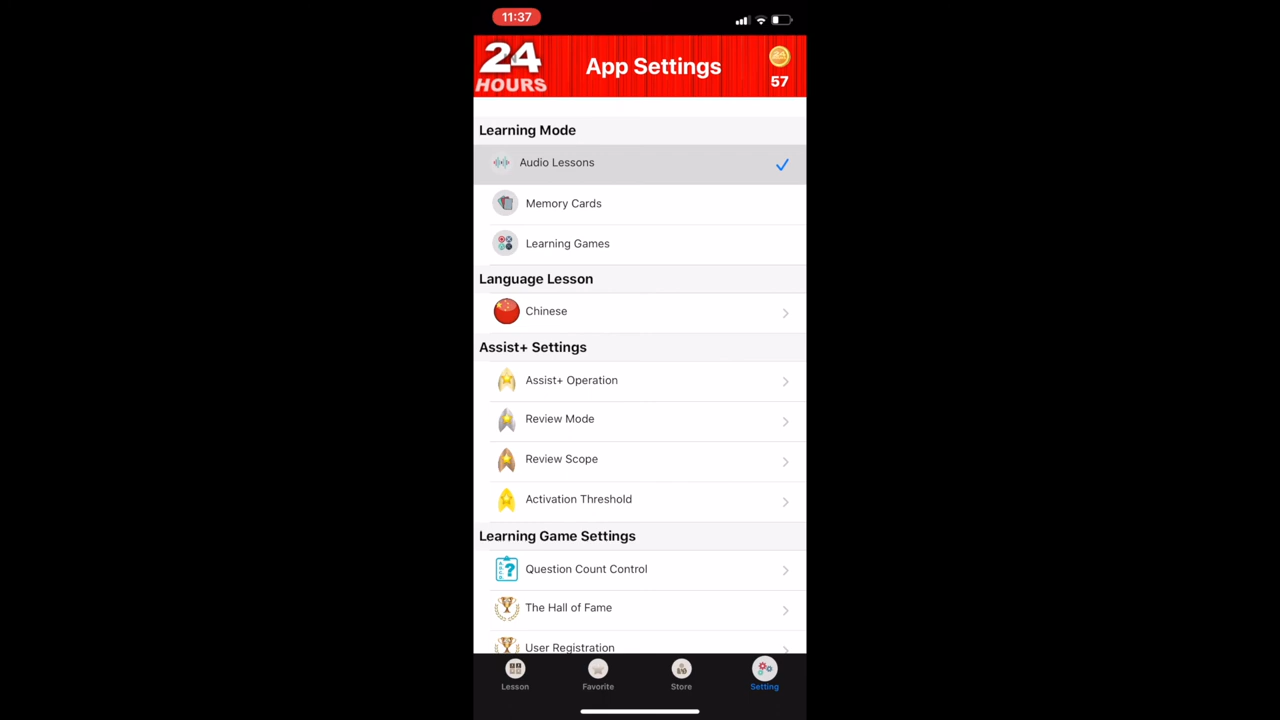 11:37
24
HOURS
App Settings
57
Learning Mode
Audio Lessons
Memory Cards
Learning Games
Language Lesson
Chinese
Assist+ Settings
Assist+ Operation
Review Mode
Review Scope
Activation Threshold
Learning Game Settings
Question Count Control
The Hall of Fame
User Registration
Lesson
Favorite
Store
Setting